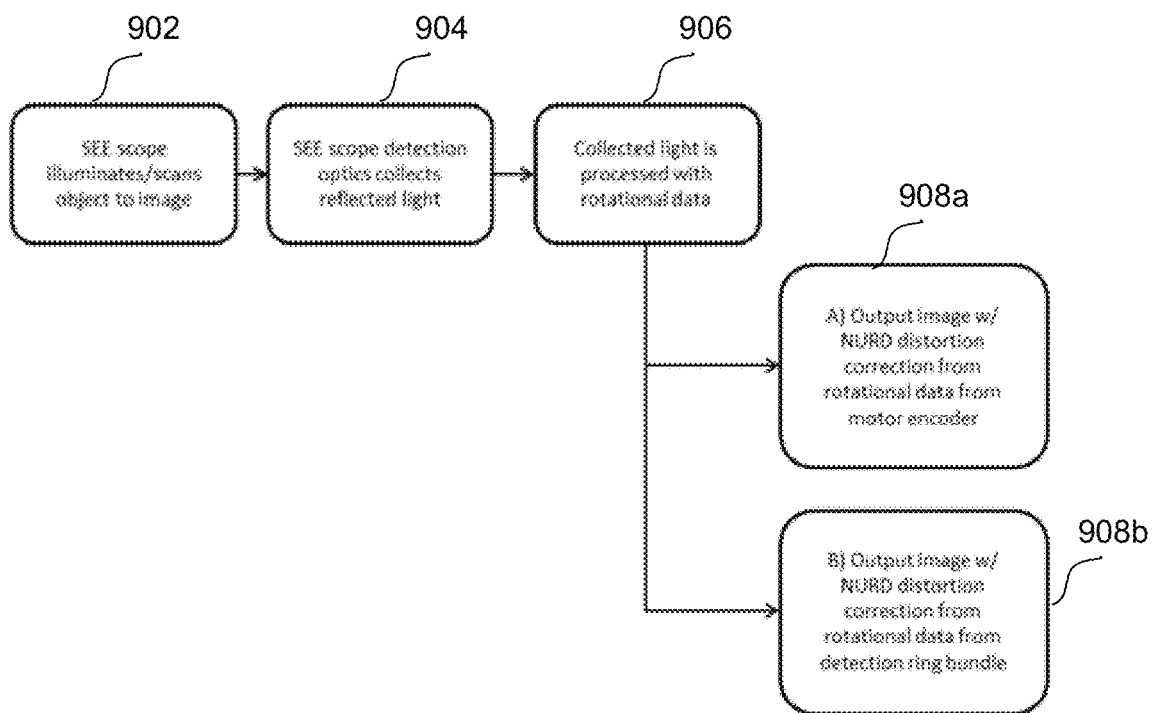 902
904
906
SEE scope
illuminates/scans
object to image
SEE scope detection
optics collects
reflected light
Collected light is
processed with
rotational data
908a
A) Output image w/
NURD distortion
correction from
rotational data from
motor encoder
908b
B) Output image w/
NURD distortion
correction from
rotational data from
detection ring bundle